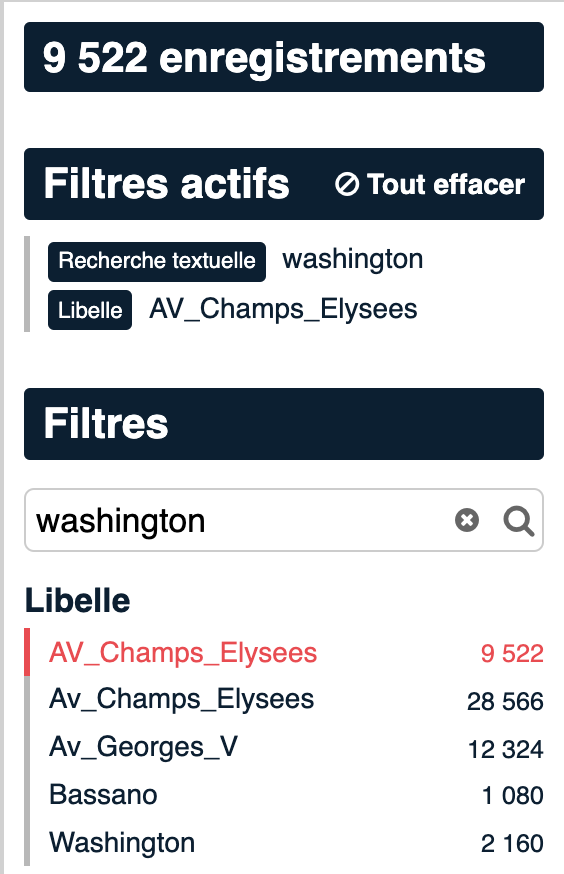 9 522 enregistrements
Filtres actifs Tout effacer
Recherche textuelle washington
Libelle AV_Champs_Elysees
Filtres
washington
Libelle
AV_Champs_Elysees 9 522
Av_Champs_Elysees 28 566
Av_Georges_V 12 324
Bassano 1 080
Washington 2 160